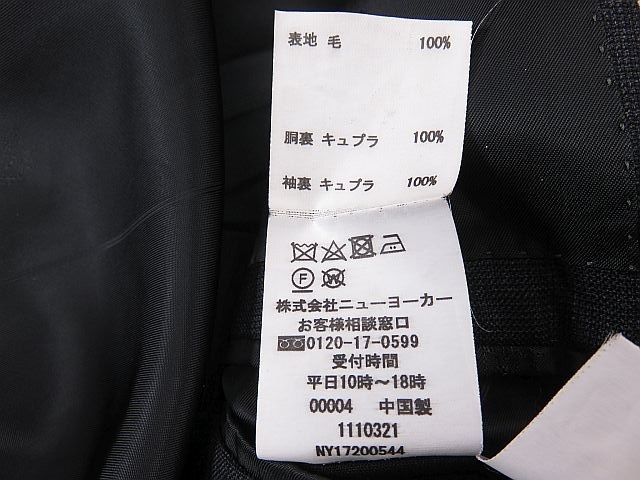 表地 毛 100%
胴裏 キュプラ 100%
袖裏 キュプラ 100%
F W
株式会社ニューヨーカー
お客様相談窓口
0120-17-0599
受付時間
平日10時～18時
00004 中国製
1110321
NY17200544